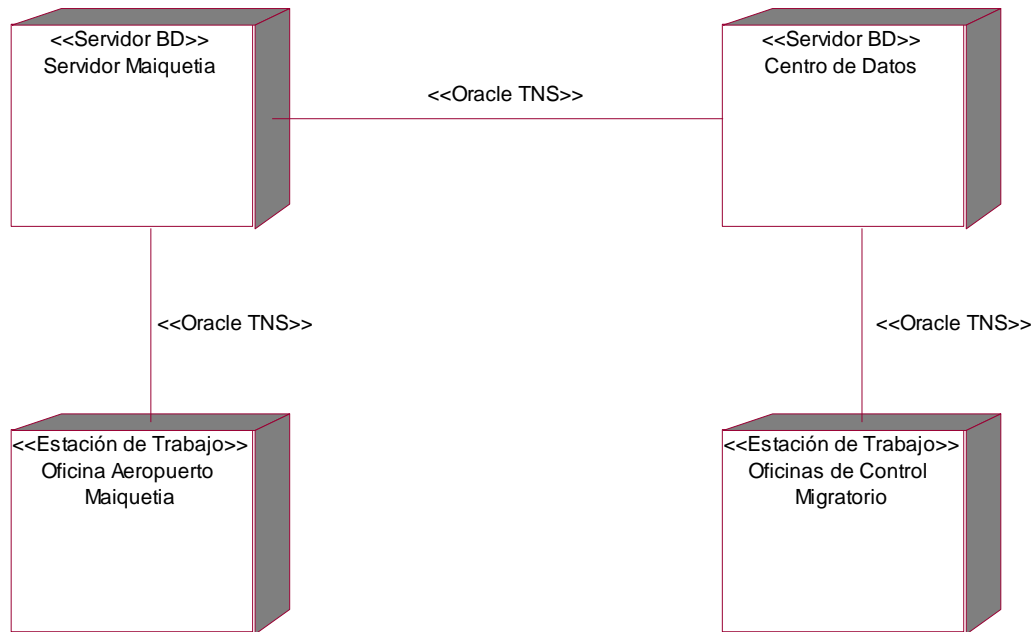 <<Servidor BD>>
Servidor Maiquetia
<<Servidor BD>>
Centro de Datos
<<Oracle TNS>>
<<Oracle TNS>>
<<Oracle TNS>>
<<Estación de Trabajo>>
Oficina Aeropuerto
Maiquetia
<<Estación de Trabajo>>
Oficinas de Control
Migratorio